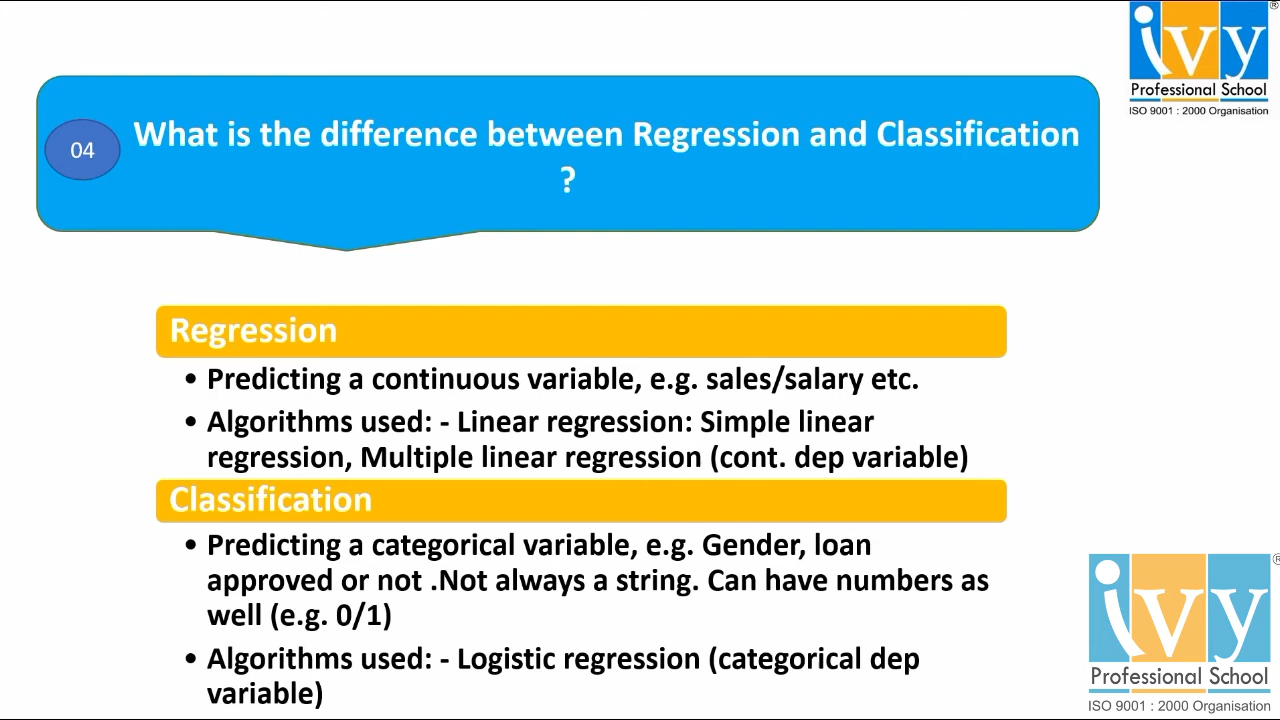 ivy
®
Professional School
ISO 9001 : 2000 Organisation
04
What is the difference between Regression and Classification
?
Regression
• Predicting a continuous variable, e.g. sales/salary etc.
• Algorithms used: - Linear regression: Simple linear
regression, Multiple linear regression (cont. dep variable)
Classification
• Predicting a categorical variable, e.g. Gender, loan
approved or not .Not always a string. Can have numbers as
well (e.g. 0/1)
• Algorithms used: - Logistic regression (categorical dep
variable)
ivy
®
Professional School
ISO 9001 : 2000 Organisation